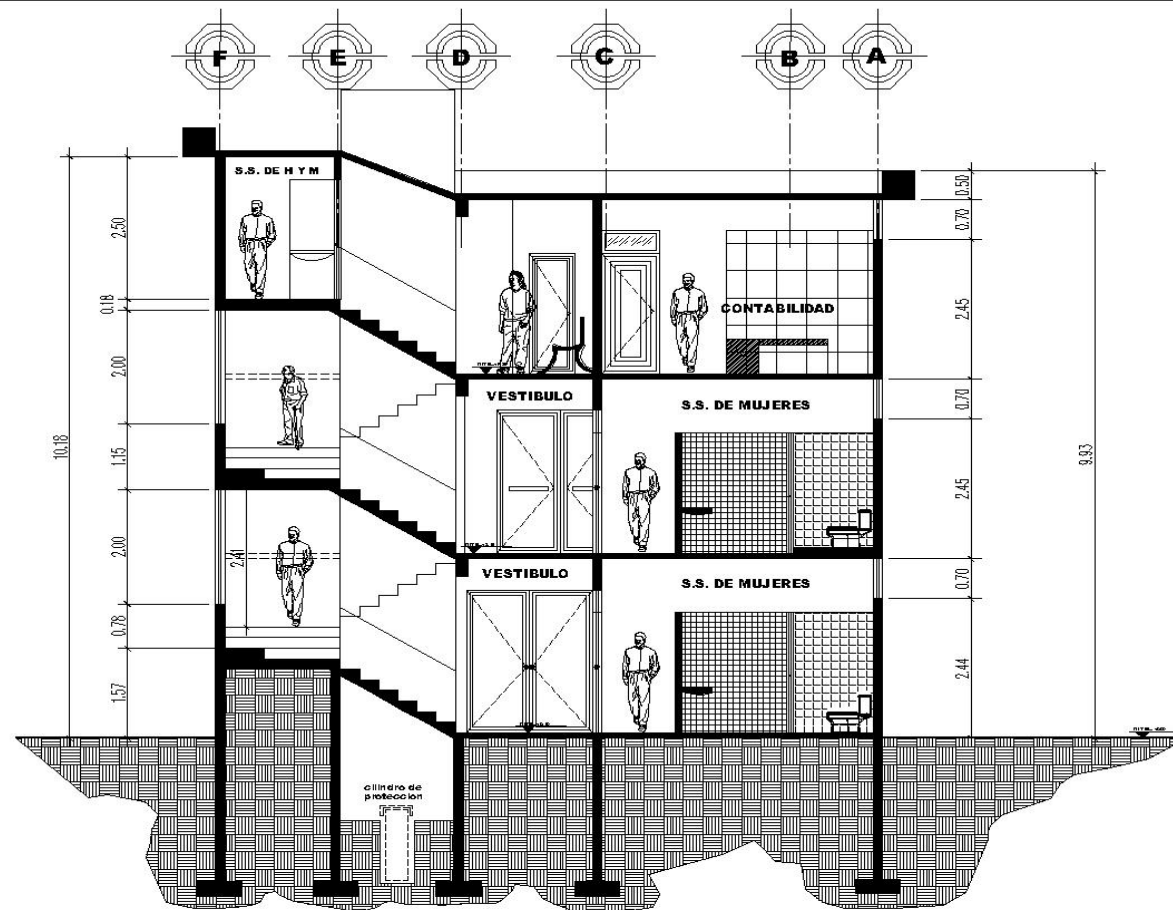 F E D C B A
S.S. DE H Y M
CONTABILIDAD
VESTIBULO
S.S. DE MUJERES
VESTIBULO
S.S. DE MUJERES
cilindro de
proteccion
10.18
2.50
0.18
2.00
1.15
2.00
0.78
1.57
2.41
0.50
0.70
2.45
0.70
2.45
0.70
2.44
9.93